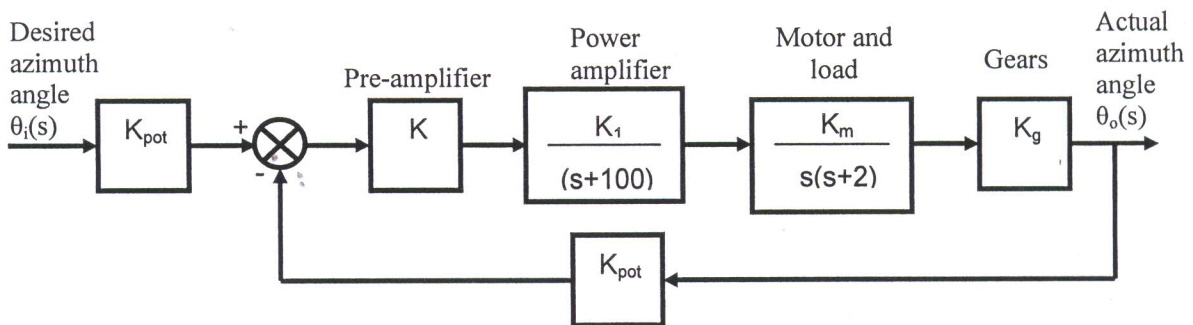 Desired
azimuth
angle
θi(s)
Kpot
+
-
Pre-amplifier
K
Power
amplifier
K1
(s+100)
Motor and
load
Km
s(s+2)
Gears
Kg
Actual
azimuth
angle
θo(s)
Kpot